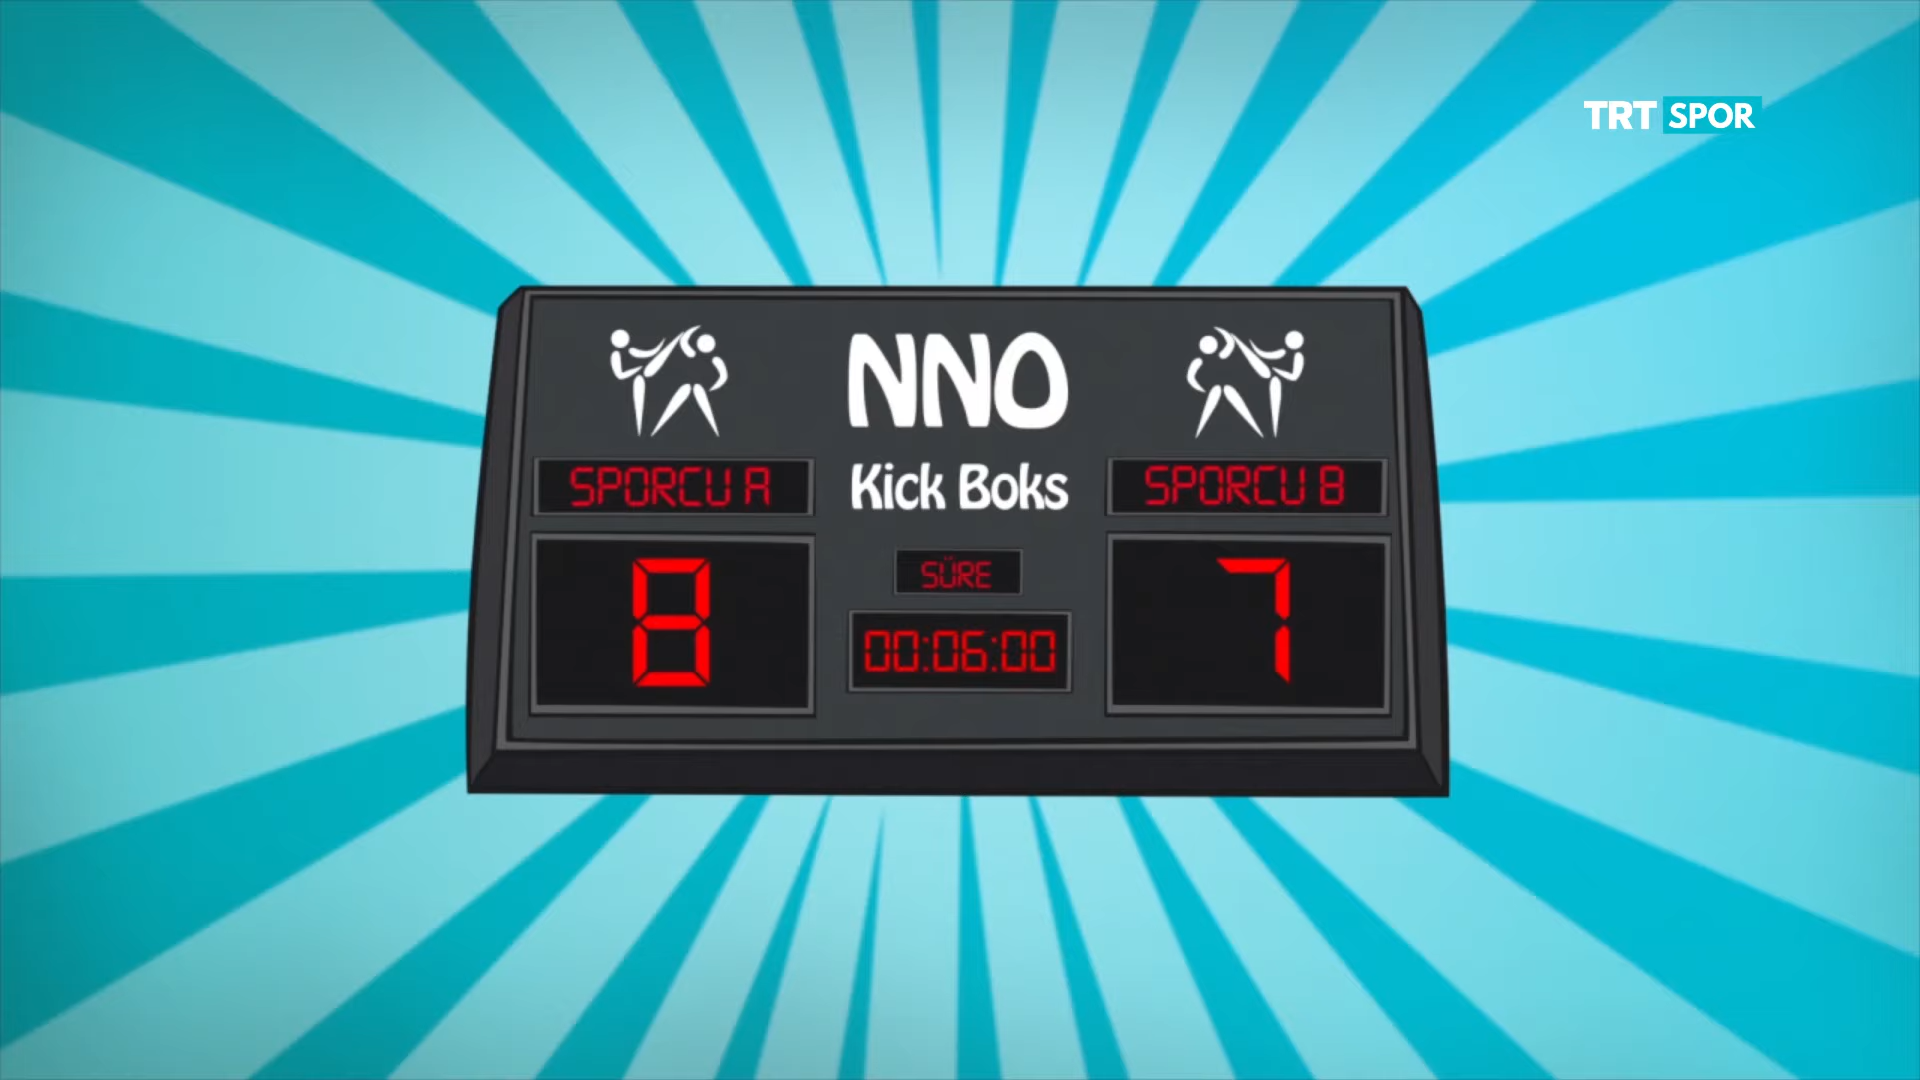 TRT SPOR
NNO
Kick Boks
SPORCU A
SPORCU B
8
7
SÜRE
00:06:00